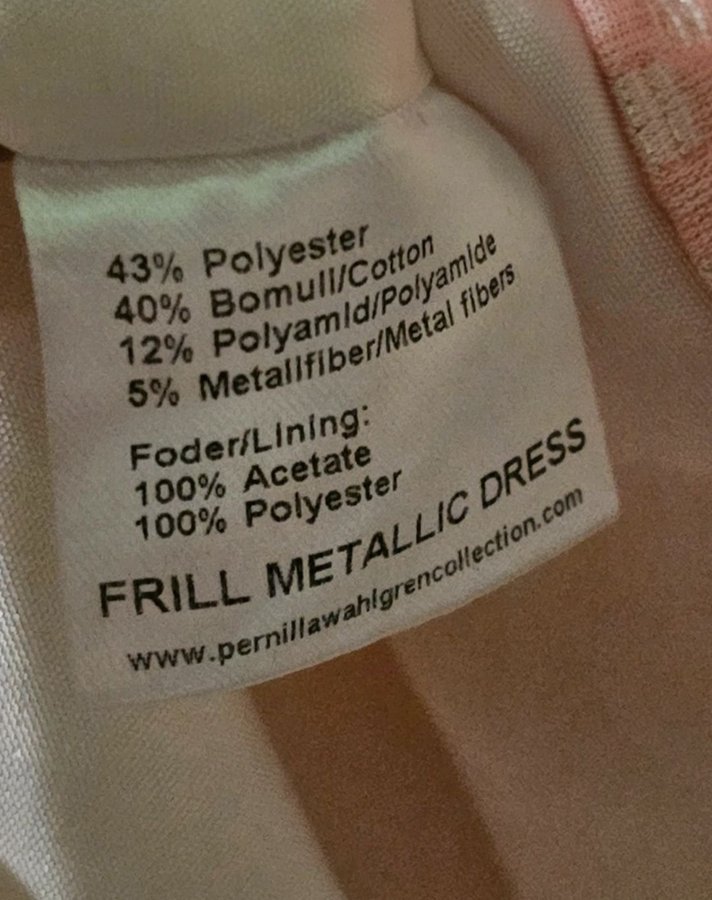 43% Polyester
40% Bomull/Cotton
12% Polyamid/Polyamide
5% Metallfiber/Metal fibers
Foder/Lining:
100% Acetate
100% Polyester
FRILL METALLIC DRESS
www.pernillawahlgrencollection.com